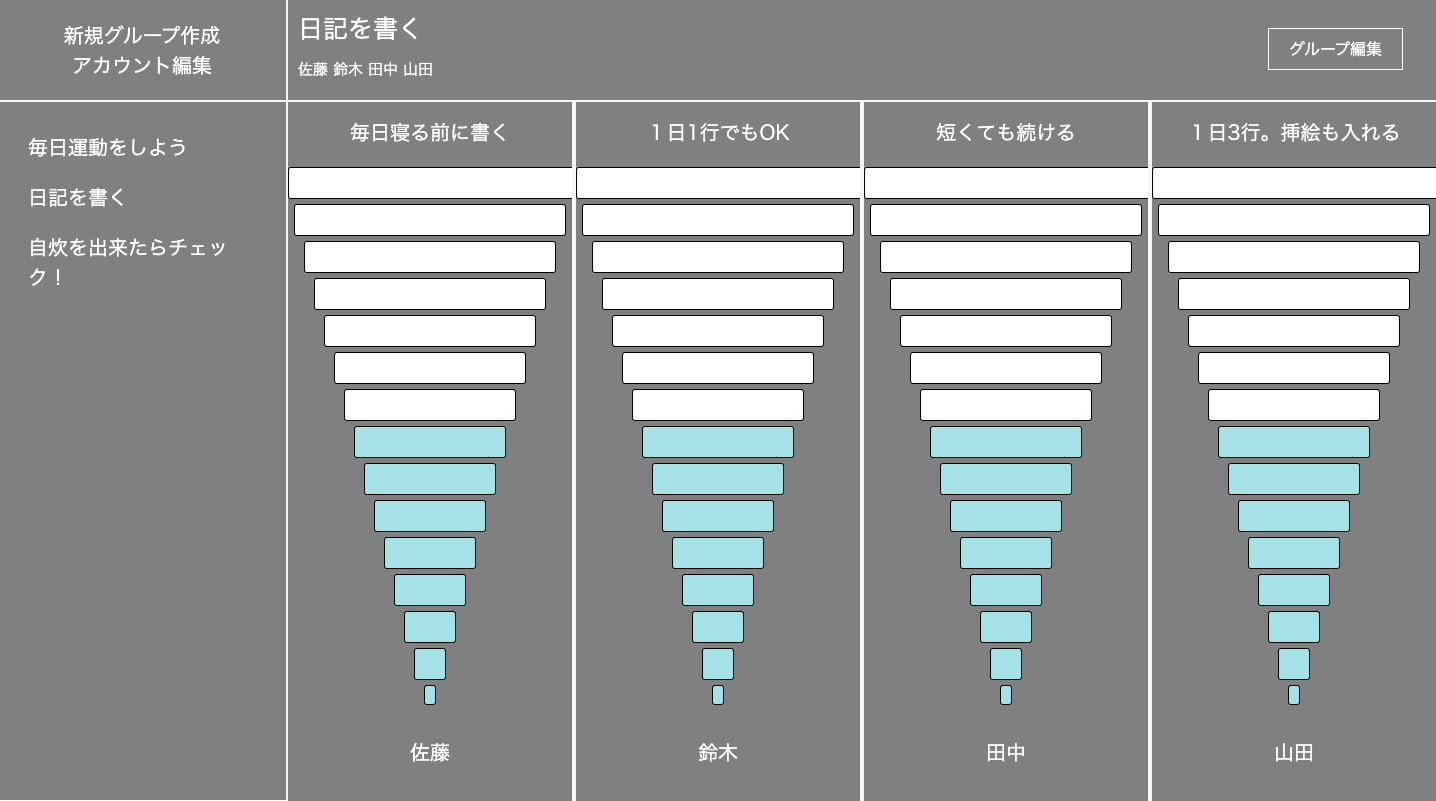 新規グループ作成
アカウント編集
日記を書く
佐藤 鈴木 田中 山田
グループ編集
毎日運動をしよう
日記を書く
自炊を出来たらチェッ
ク！
毎日寝る前に書く
１日1行でもOK
短くても続ける
１日3行。挿絵も入れる
佐藤
鈴木
田中
山田